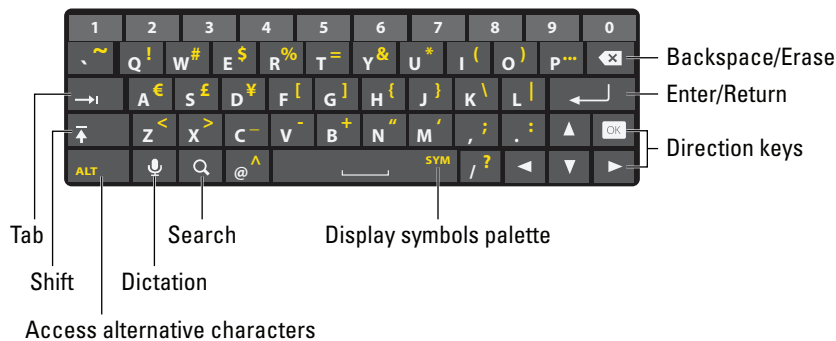 1 2 3 4 5 6 7 8 9 0
` ~ Q ! W # E $ R % T = Y & U * I ( O ) P ... Backspace/Erase
A € S £ D ¥ F [ G ] H { J } K \ L | Enter/Return
Z < X > C _ V - B + N “ M ‘ , ; . : OK Direction keys
ALT @ ^ SYM / ?
Tab Search Display symbols palette
Shift Dictation
Access alternative characters